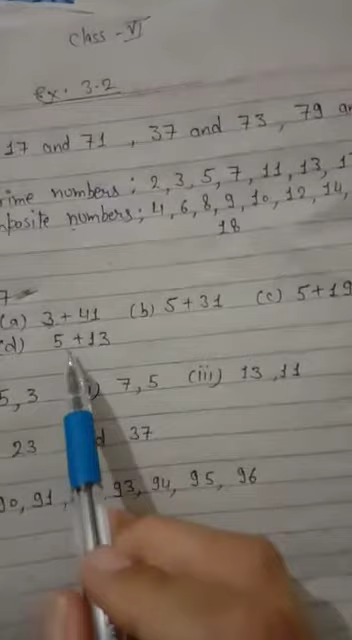 Class - VI
Ex. 3.2
17 and 71, 37 and 73, 79
numbers; 2, 3, 5, 7, 11, 13,
numbers; 4, 6, 8, 9, 10, 12, 14,
18
7
(a) 3+41 (b) 5+31 (c) 5+19
(d) 5+13
5, 3 7, 5 (iii) 13, 11
23 37
90, 91, 93, 94, 95, 96